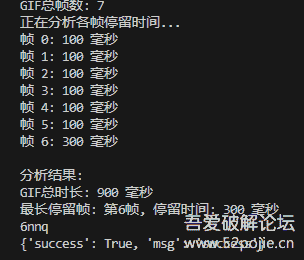 GIF总帧数: 7
正在分析各帧停留时间...
帧 0: 100 毫秒
帧 1: 100 毫秒
帧 2: 100 毫秒
帧 3: 100 毫秒
帧 4: 100 毫秒
帧 5: 100 毫秒
帧 6: 300 毫秒
分析结果:
GIF总时长: 900 毫秒
最长停留帧: 第6帧, 停留时间: 300 毫秒
吾爱破解论坛
6nnq
{'success': True, 'msg'
www.52pojie.cn